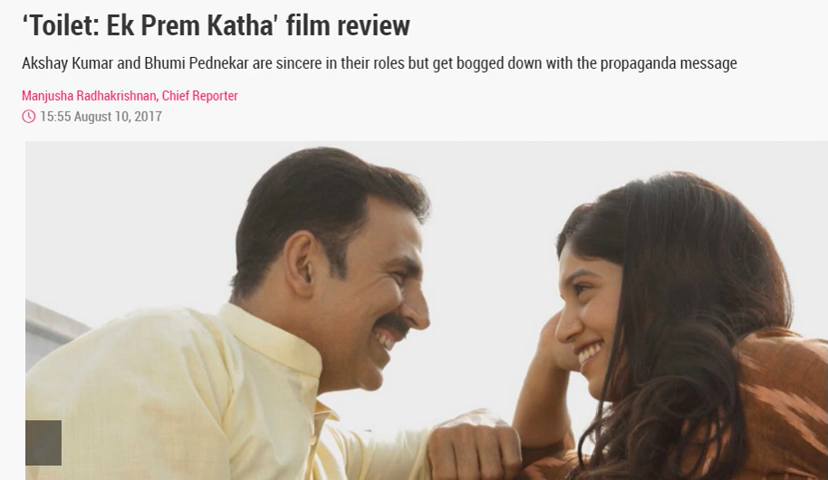 ‘Toilet: Ek Prem Katha’ film review
Akshay Kumar and Bhumi Pednekar are sincere in their roles but get bogged down with the propaganda message
Manjusha Radhakrishnan, Chief Reporter
15:55 August 10, 2017